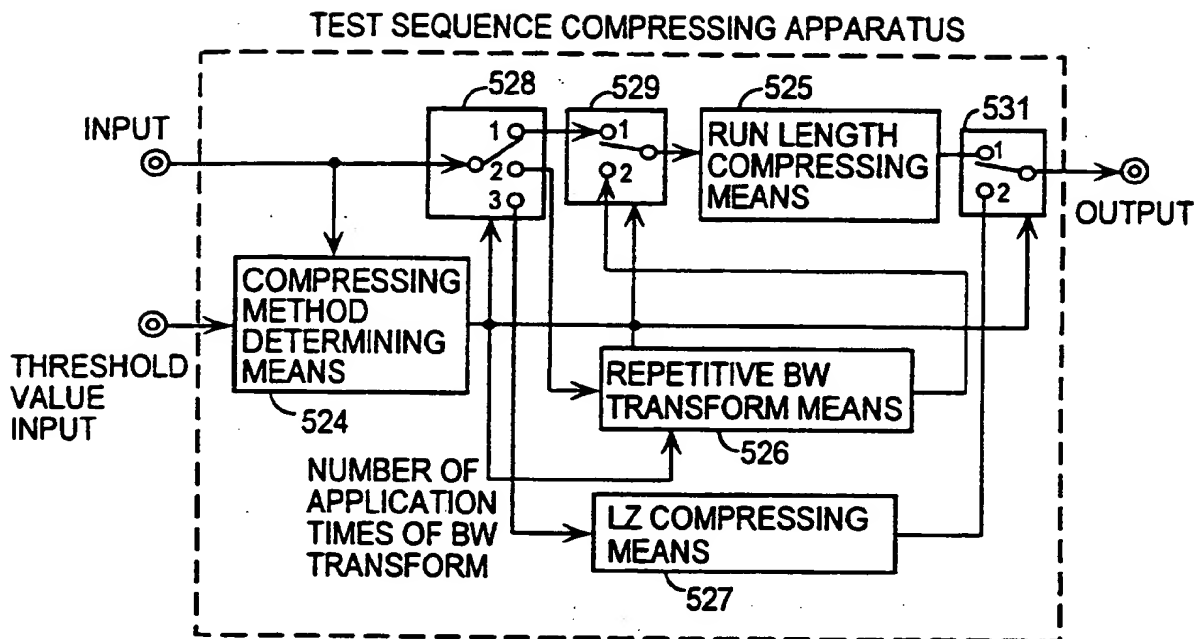 TEST SEQUENCE COMPRESSING APPARATUS
INPUT
528
1
2
3
529
1
2
525
RUN LENGTH
COMPRESSING
MEANS
531
1
2
OUTPUT
COMPRESSING
METHOD
DETERMINING
MEANS
524
THRESHOLD
VALUE
INPUT
REPETITIVE BW
TRANSFORM MEANS
526
NUMBER OF
APPLICATION
TIMES OF BW
TRANSFORM
LZ COMPRESSING
MEANS
527